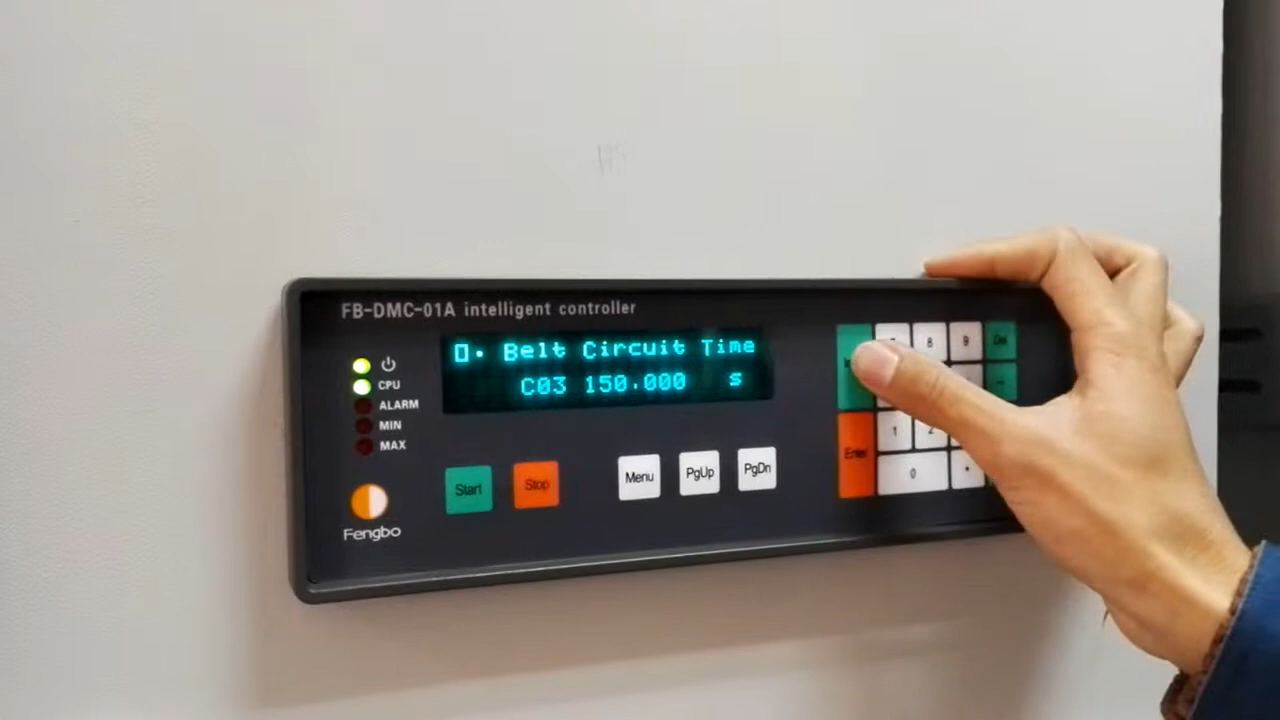 FB-DMC-01A intelligent controller
▯• Belt Circuit Time
C03 150.000 s
CPU
ALARM
MIN
MAX
Fengbo
Start
Stop
Menu
PgUp
PgDn
8
9
Del
1
2
Enter
0